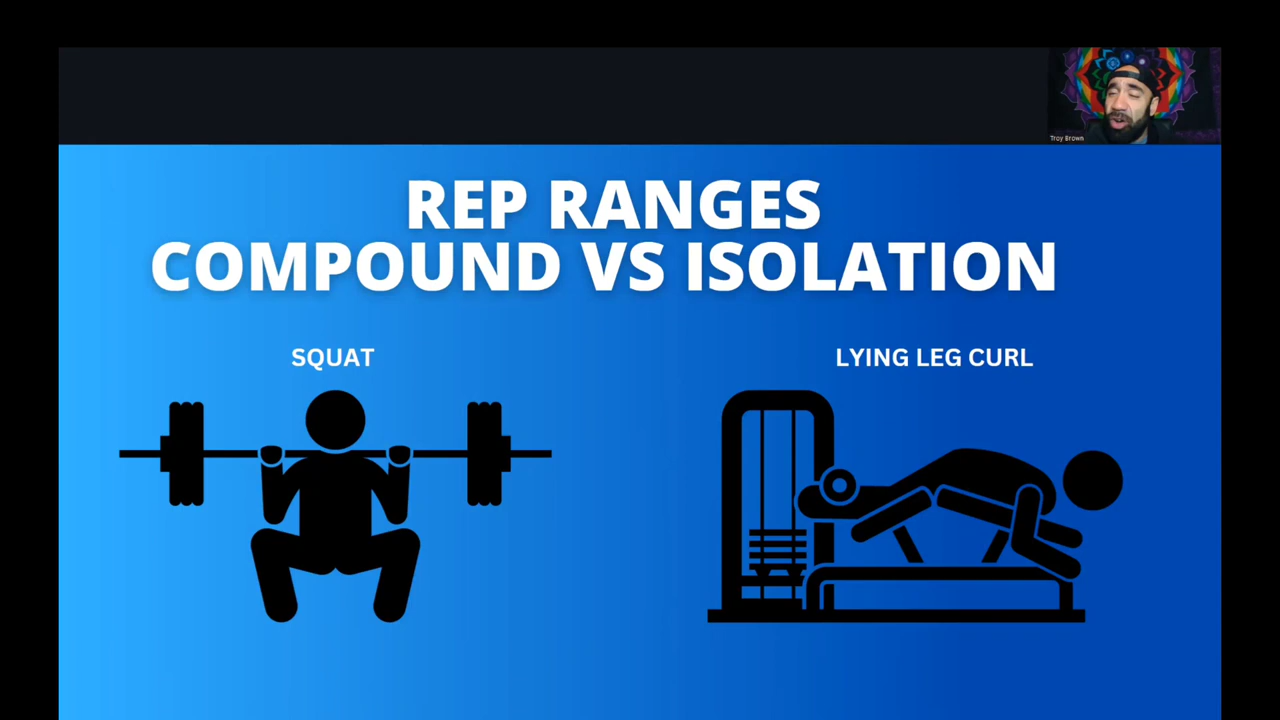 Troy Brown
REP RANGES
COMPOUND VS ISOLATION
SQUAT
LYING LEG CURL